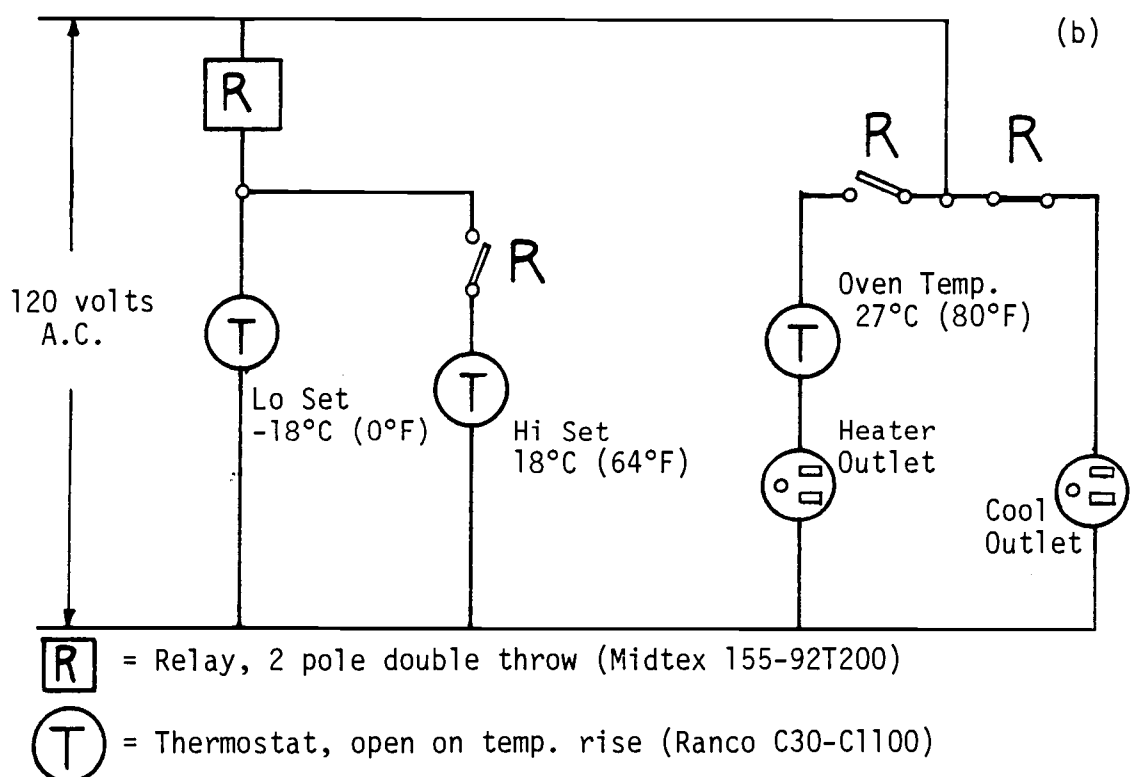 (b)
R
R
R
R
120 volts
A.C.
T
Lo Set
-18°C (0°F)
T
Hi Set
18°C (64°F)
Oven Temp.
27°C (80°F)
T
Heater
Outlet
Cool
Outlet
R = Relay, 2 pole double throw (Midtex 155-92T200)
T = Thermostat, open on temp. rise (Ranco C30-C1100)